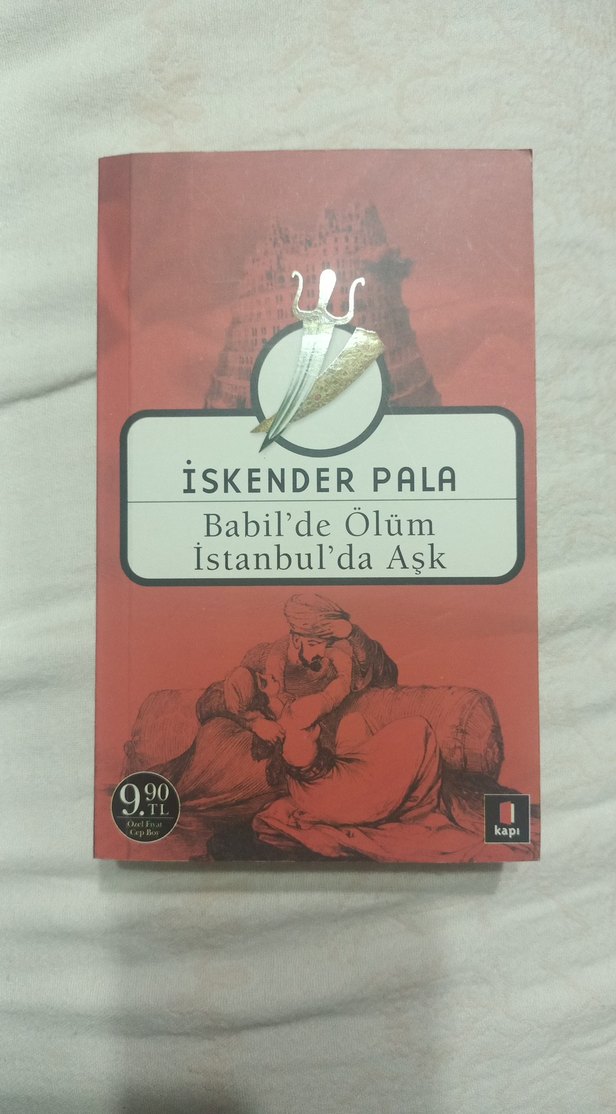 İSKENDER PALA
Babil'de Ölüm
İstanbul'da Aşk
9.90
TL
Özel Fiyat
Cep Boy
kapı